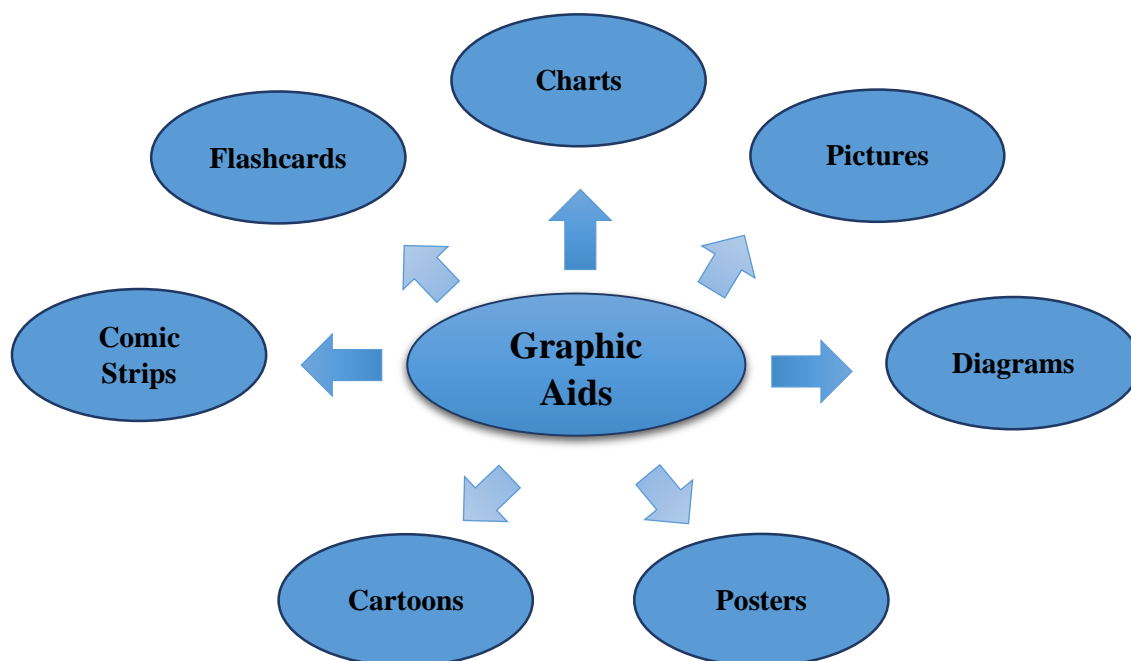 Charts
Flashcards
Pictures
Comic
Strips
Graphic
Aids
Diagrams
Cartoons
Posters